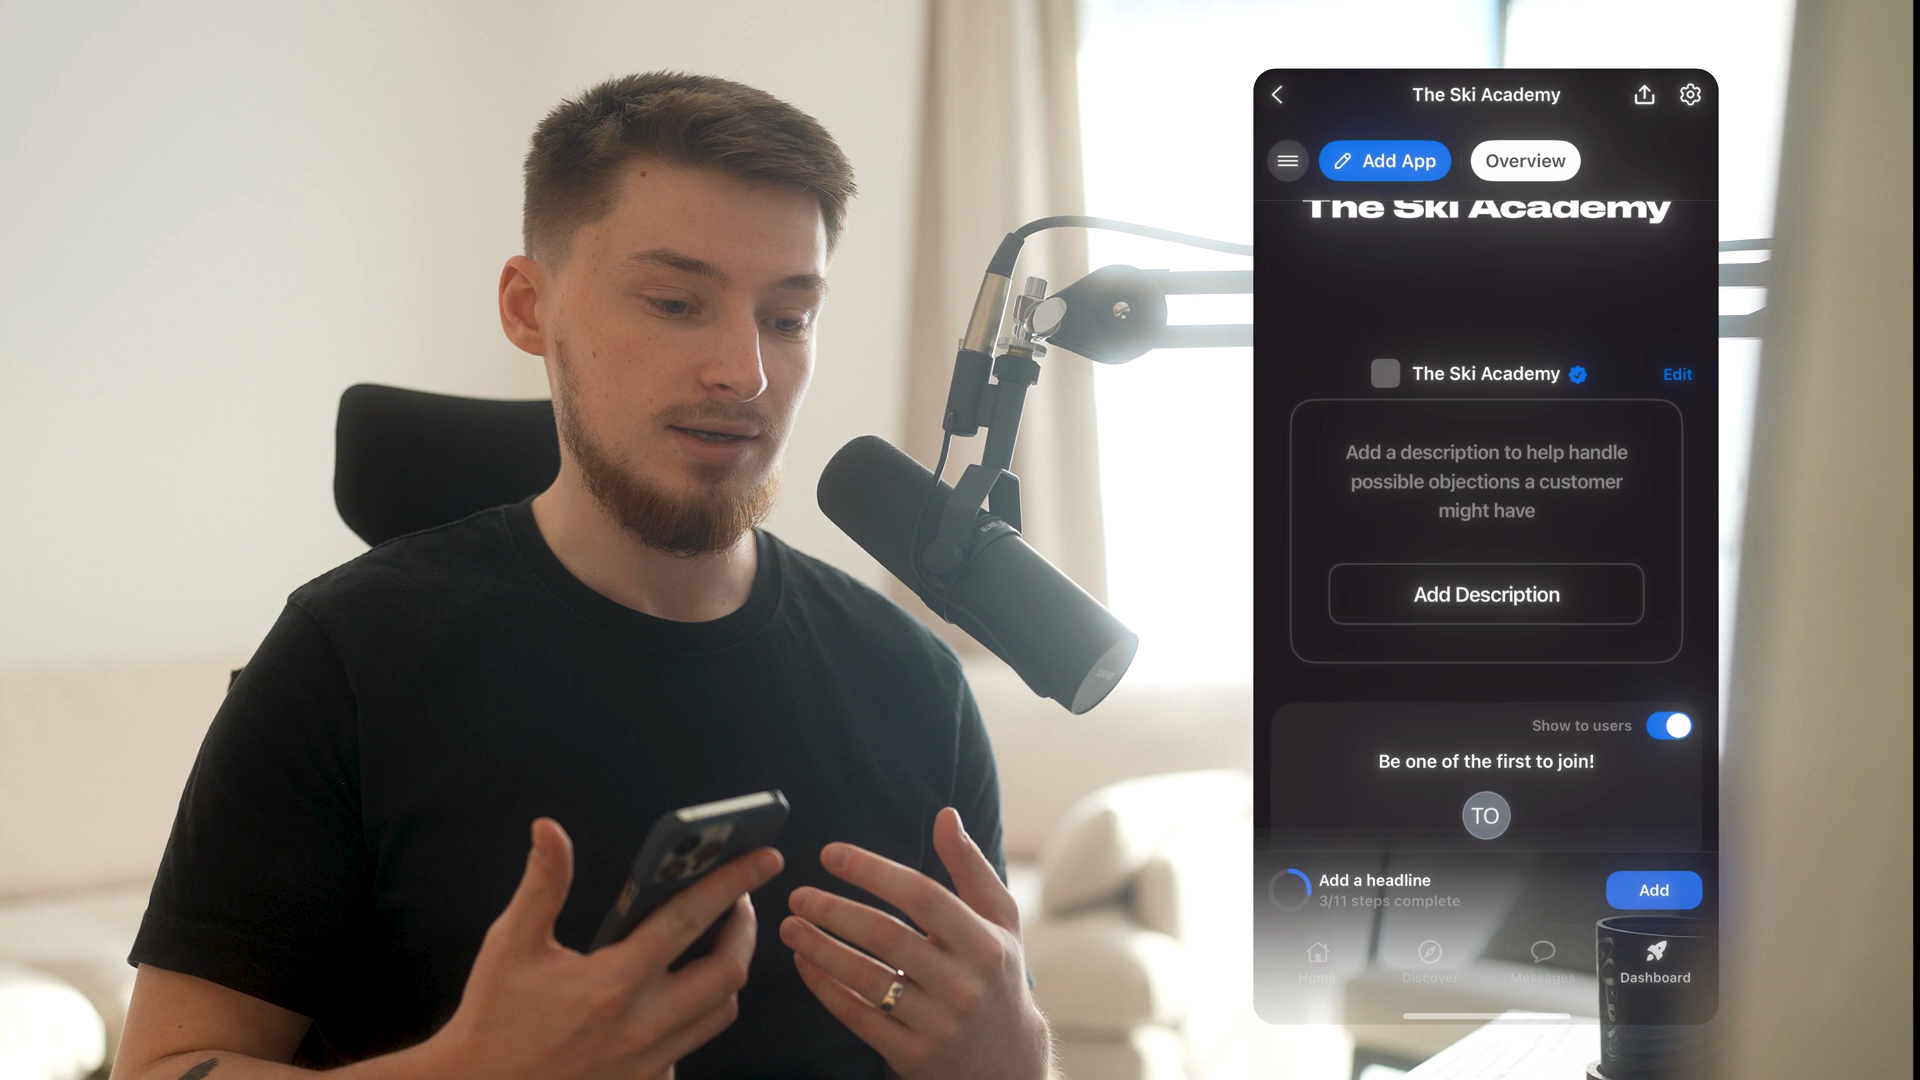 The Ski Academy
Add App
Overview
The Ski Academy
The Ski Academy
Edit
Add a description to help handle
possible objections a customer
might have
Add Description
Show to users
Be one of the first to join!
TO
Add a headline
3/11 steps complete
Add
Home
Discover
Messages
Dashboard